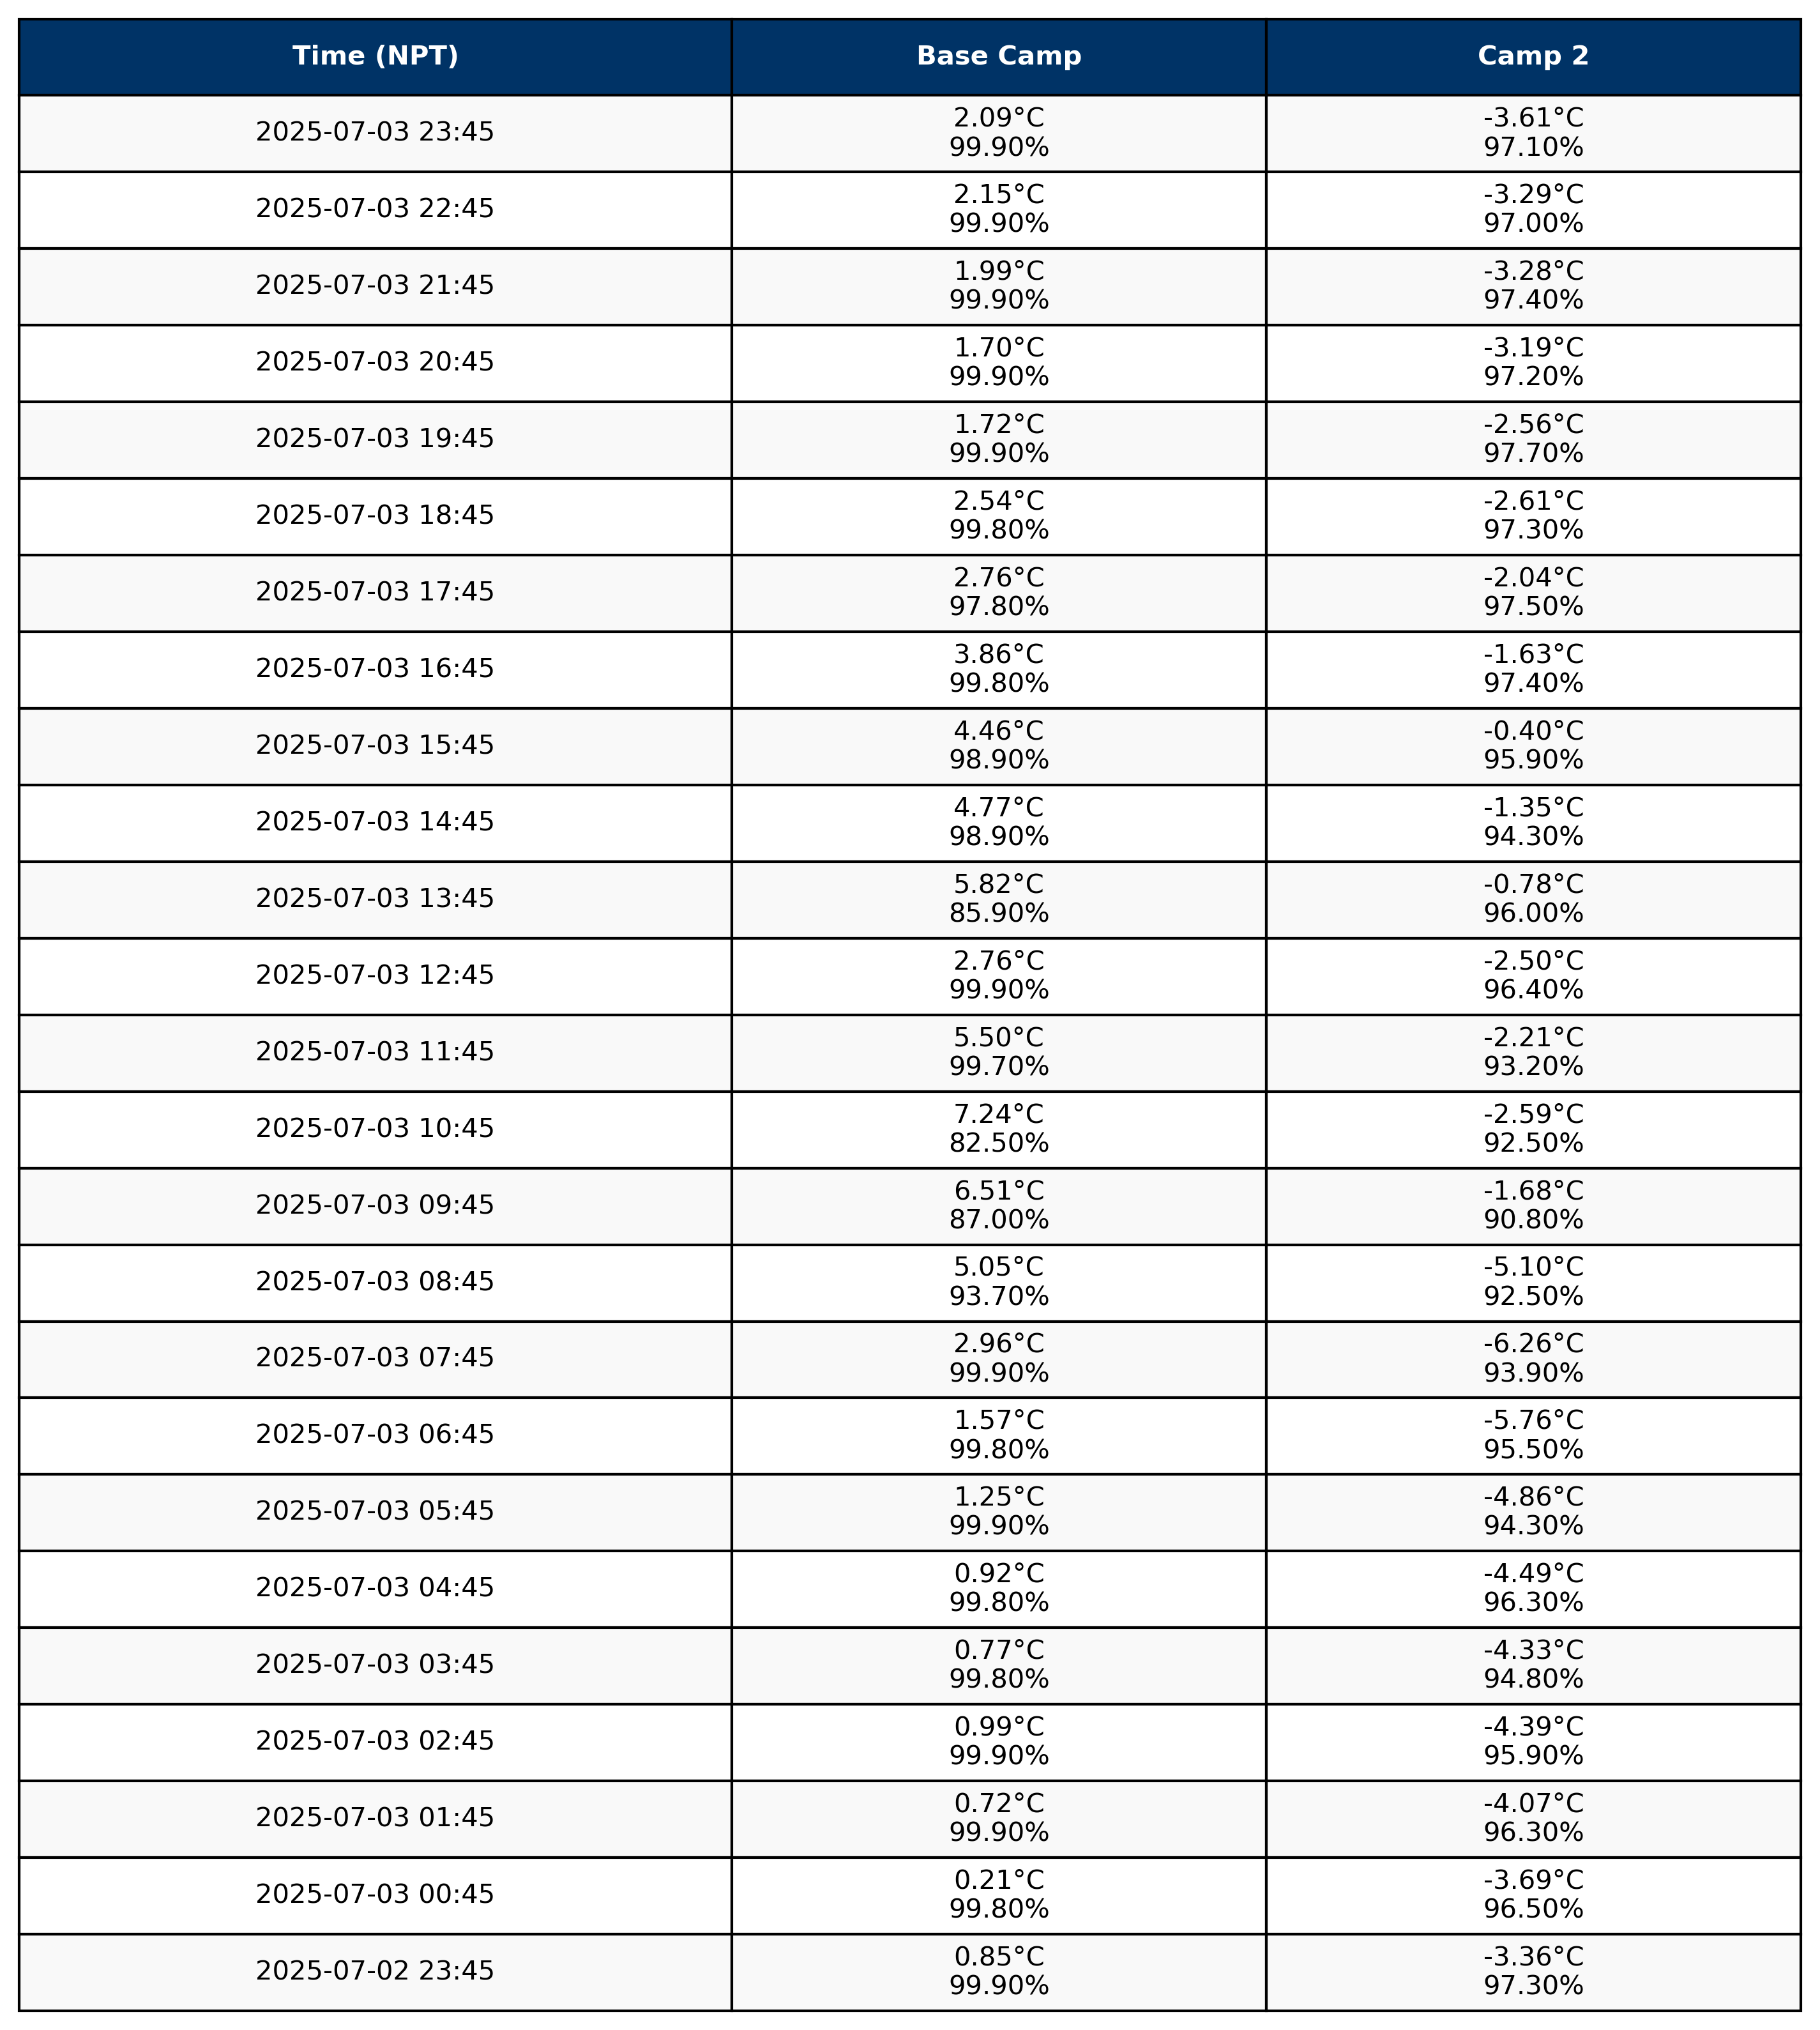 Time (NPT) Base Camp Camp 2
2025-07-03 23:45 2.09°C -3.61°C
99.90% 97.10%
2025-07-03 22:45 2.15°C -3.29°C
99.90% 97.00%
2025-07-03 21:45 1.99°C -3.28°C
99.90% 97.40%
2025-07-03 20:45 1.70°C -3.19°C
99.90% 97.20%
2025-07-03 19:45 1.72°C -2.56°C
99.90% 97.70%
2025-07-03 18:45 2.54°C -2.61°C
99.80% 97.30%
2025-07-03 17:45 2.76°C -2.04°C
97.80% 97.50%
2025-07-03 16:45 3.86°C -1.63°C
99.80% 97.40%
2025-07-03 15:45 4.46°C -0.40°C
98.90% 95.90%
2025-07-03 14:45 4.77°C -1.35°C
98.90% 94.30%
2025-07-03 13:45 5.82°C -0.78°C
85.90% 96.00%
2025-07-03 12:45 2.76°C -2.50°C
99.90% 96.40%
2025-07-03 11:45 5.50°C -2.21°C
99.70% 93.20%
2025-07-03 10:45 7.24°C -2.59°C
82.50% 92.50%
2025-07-03 09:45 6.51°C -1.68°C
87.00% 90.80%
2025-07-03 08:45 5.05°C -5.10°C
93.70% 92.50%
2025-07-03 07:45 2.96°C -6.26°C
99.90% 93.90%
2025-07-03 06:45 1.57°C -5.76°C
99.80% 95.50%
2025-07-03 05:45 1.25°C -4.86°C
99.90% 94.30%
2025-07-03 04:45 0.92°C -4.49°C
99.80% 96.30%
2025-07-03 03:45 0.77°C -4.33°C
99.80% 94.80%
2025-07-03 02:45 0.99°C -4.39°C
99.90% 95.90%
2025-07-03 01:45 0.72°C -4.07°C
99.90% 96.30%
2025-07-03 00:45 0.21°C -3.69°C
99.80% 96.50%
2025-07-02 23:45 0.85°C -3.36°C
99.90% 97.30%